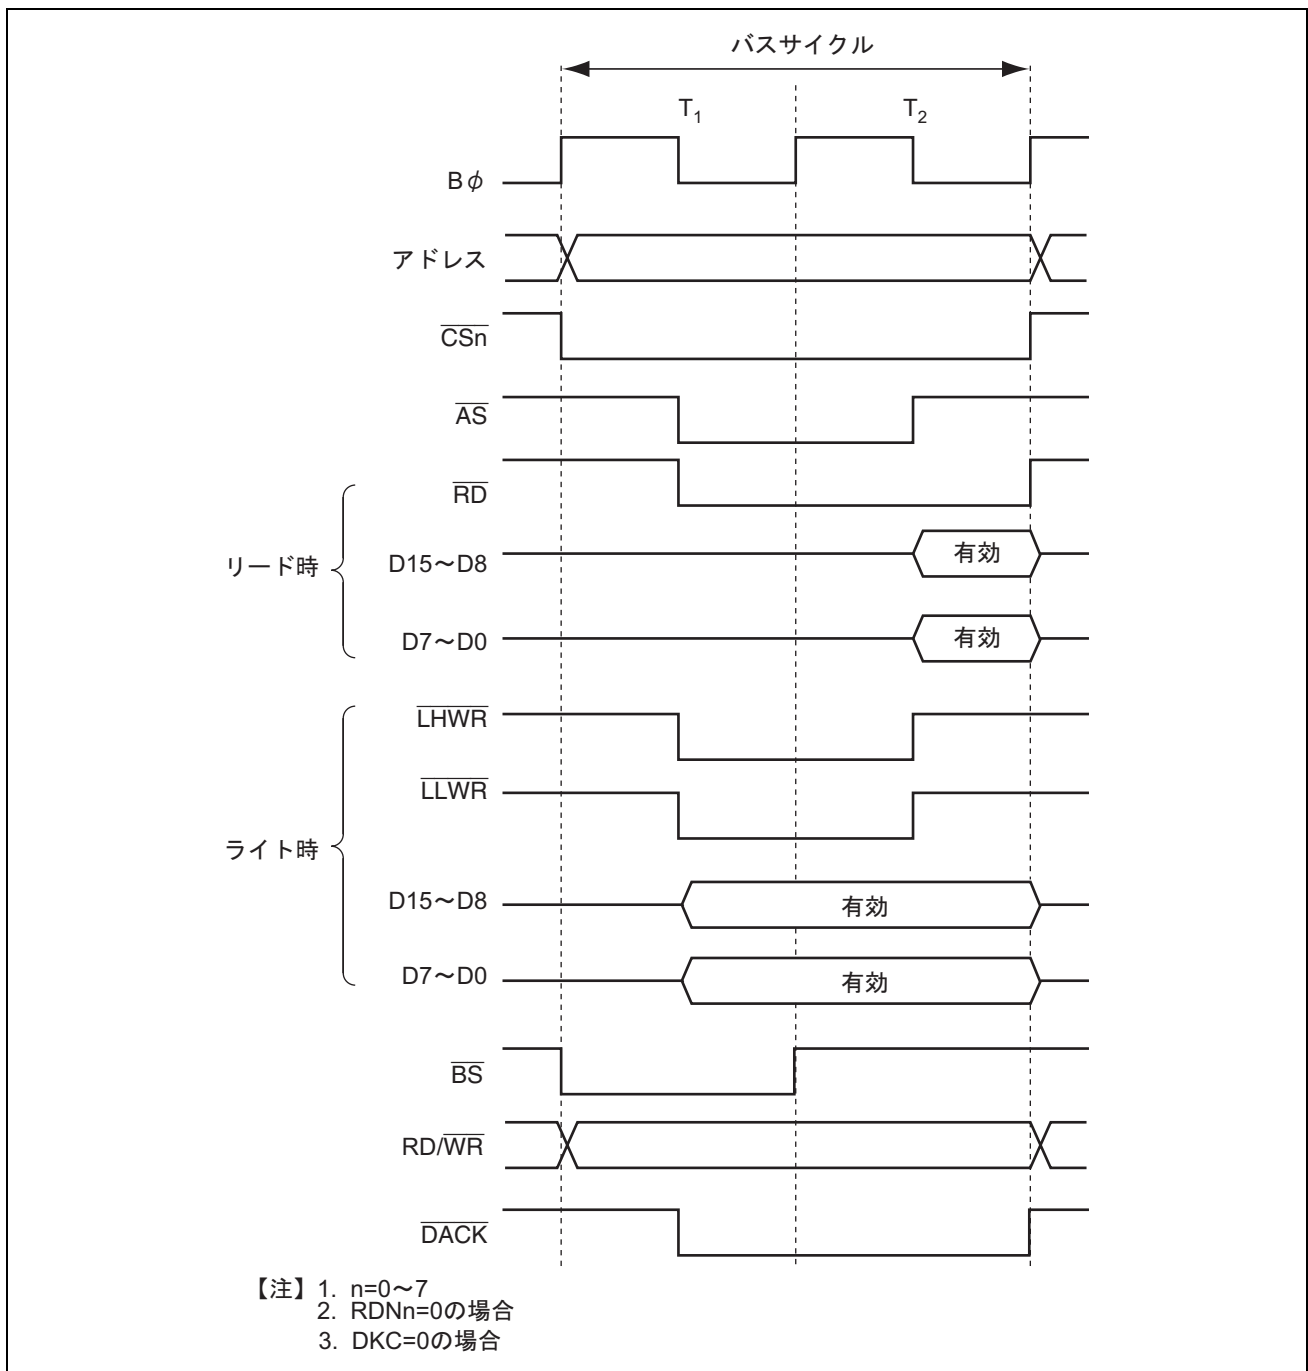 バスサイクル
T1 T2
Bφ
アドレス
CSn
AS
RD
リード時 D15～D8 有効
D7～D0 有効
LHWR
LLWR
ライト時
D15～D8 有効
D7～D0 有効
BS
RD/WR
DACK
【注】 1. n=0～7
2. RDNn=0の場合
3. DKC=0の場合